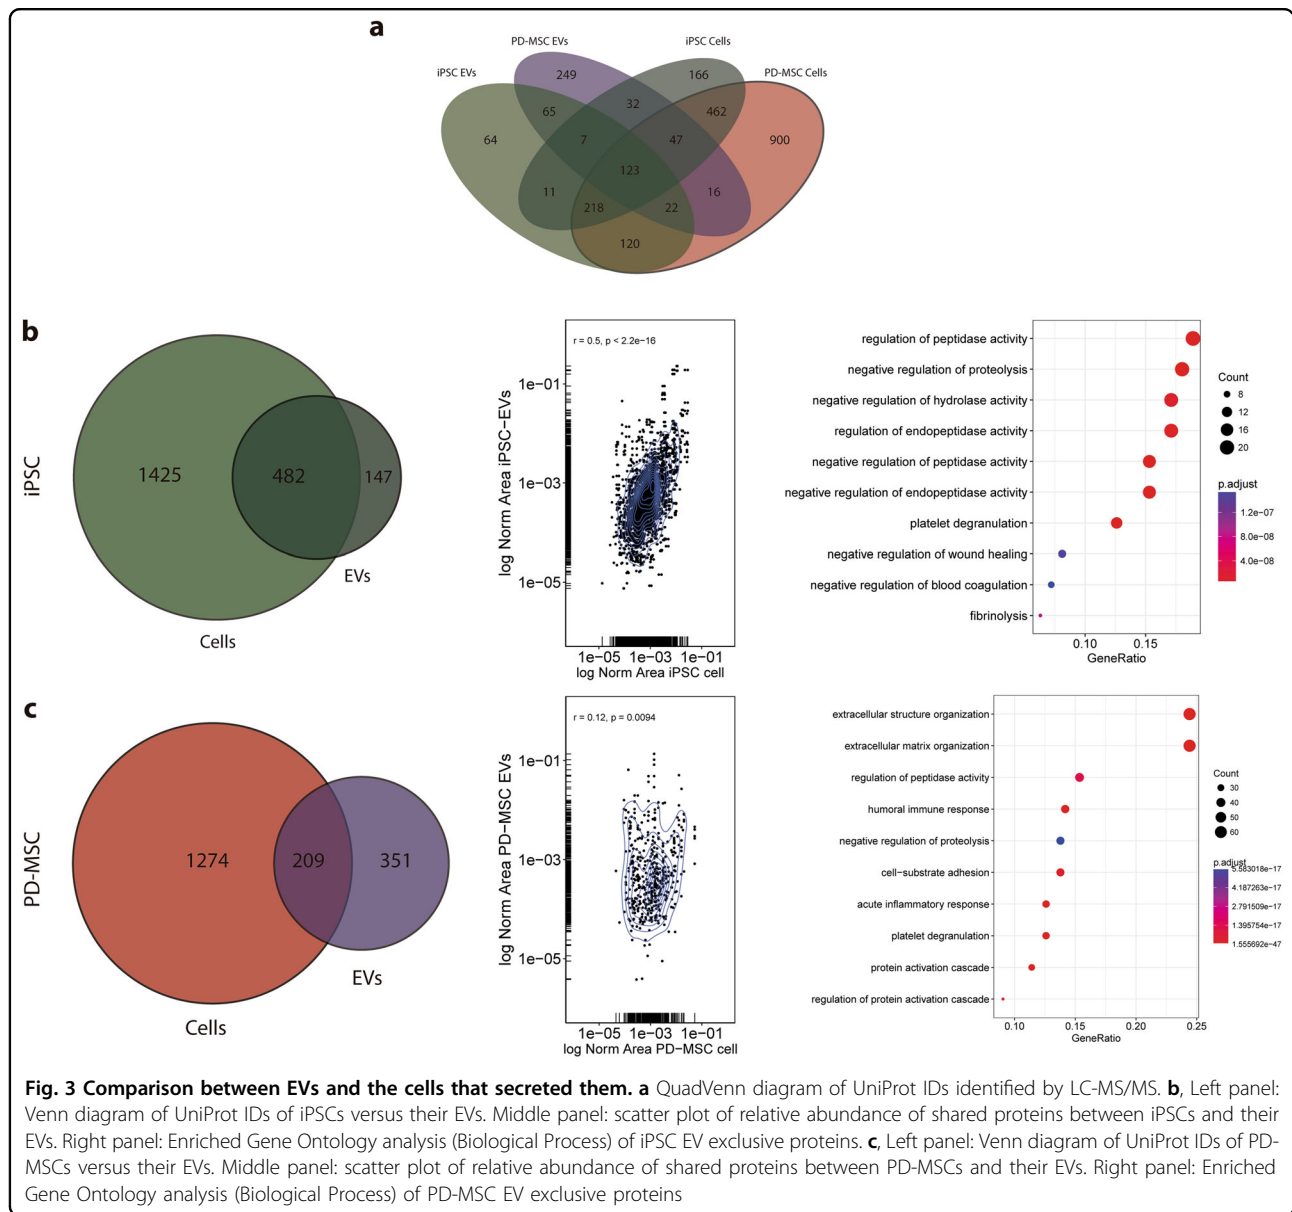 a
PD-MSC EVs
iPSC Cells
iPSC EVs
PD-MSC Cells
249
166
65
32
462
64
7
47
900
123
11
16
218
22
120
b
iPSC
1425
482
147
EVs
Cells
log Norm Area iPSC−EVs
r = 0.5, p < 2.2e−16
1e−01
1e−03
1e−05
1e−05 1e−03 1e−01
log Norm Area iPSC cell
regulation of peptidase activity
negative regulation of proteolysis
negative regulation of hydrolase activity
regulation of endopeptidase activity
negative regulation of peptidase activity
negative regulation of endopeptidase activity
platelet degranulation
negative regulation of wound healing
negative regulation of blood coagulation
fibrinolysis
0.10 0.15
GeneRatio
Count
8
12
16
20
p.adjust
1.2e−07
8.0e−08
4.0e−08
c
PD-MSC
1274
209
351
EVs
Cells
log Norm Area PD−MSC EVs
r = 0.12, p = 0.0094
1e−01
1e−03
1e−05
1e−05 1e−03 1e−01
log Norm Area PD−MSC cell
extracellular structure organization
extracellular matrix organization
regulation of peptidase activity
humoral immune response
negative regulation of proteolysis
cell−substrate adhesion
acute inflammatory response
platelet degranulation
protein activation cascade
regulation of protein activation cascade
0.10 0.15 0.20 0.25
GeneRatio
Count
30
40
50
60
p.adjust
5.583018e−17
4.187263e−17
2.791509e−17
1.395754e−17
1.555692e−47
Fig. 3 Comparison between EVs and the cells that secreted them. a QuadVenn diagram of UniProt IDs identified by LC-MS/MS. b, Left panel:
Venn diagram of UniProt IDs of iPSCs versus their EVs. Middle panel: scatter plot of relative abundance of shared proteins between iPSCs and their
EVs. Right panel: Enriched Gene Ontology analysis (Biological Process) of iPSC EV exclusive proteins. c, Left panel: Venn diagram of UniProt IDs of PD-
MSCs versus their EVs. Middle panel: scatter plot of relative abundance of shared proteins between PD-MSCs and their EVs. Right panel: Enriched
Gene Ontology analysis (Biological Process) of PD-MSC EV exclusive proteins